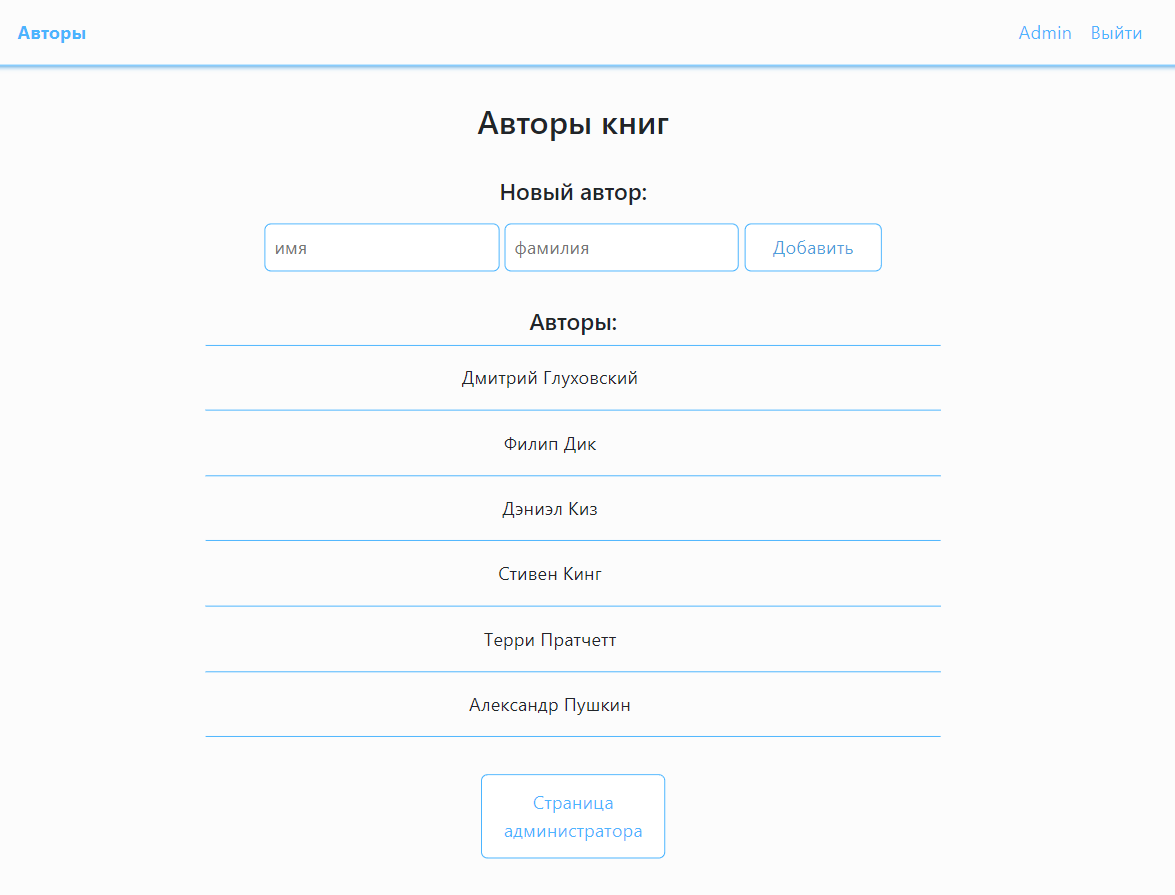 Авторы
Admin Выйти
Авторы книг
Новый автор:
имя фамилия Добавить
Авторы:
Дмитрий Глуховский
Филип Дик
Дэниэл Киз
Стивен Кинг
Терри Пратчетт
Александр Пушкин
Страница
администратора